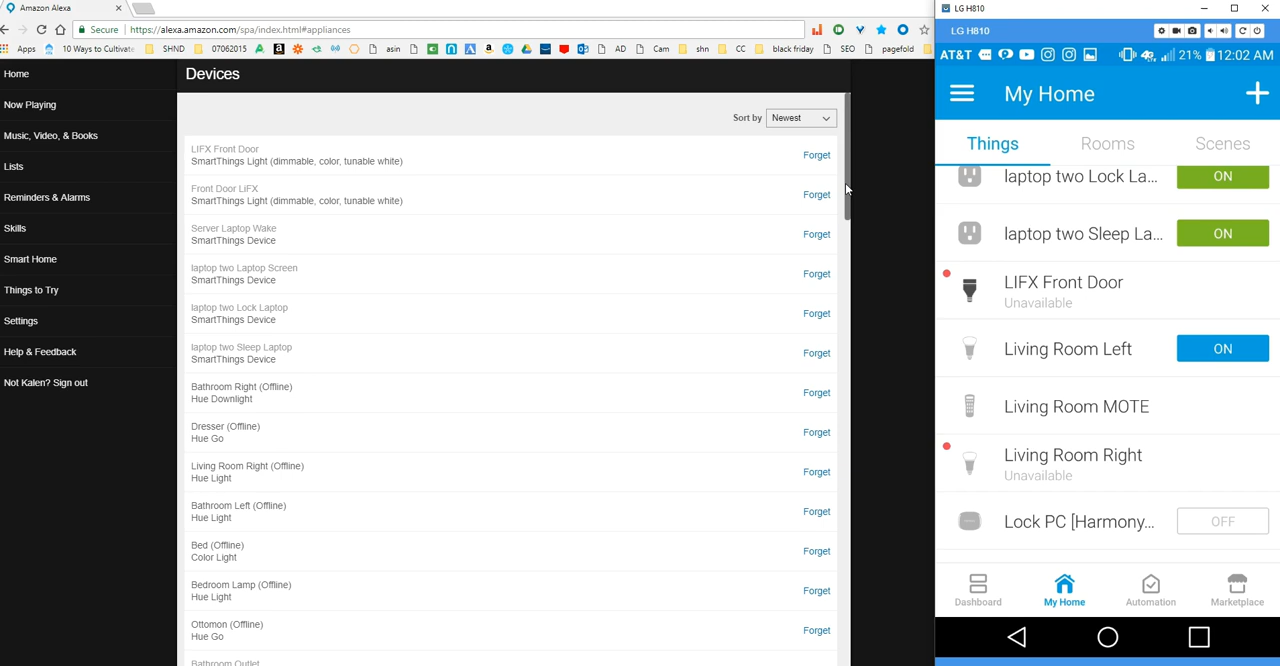 Amazon Alexa
Secure
https://alexa.amazon.com/spa/index.html#appliances
Apps
10 Ways to Cultivate
SHND
07062015
asin
AD
Cam
shn
CC
black friday
SEO
pagefold
Home
Now Playing
Music, Video, & Books
Lists
Reminders & Alarms
Skills
Smart Home
Things to Try
Settings
Help & Feedback
Not Kalen? Sign out
Devices
Sort by Newest
LIFX Front Door
SmartThings Light (dimmable, color, tunable white)
Forget
Front Door LiFX
SmartThings Light (dimmable, color, tunable white)
Forget
Server Laptop Wake
SmartThings Device
Forget
laptop two Laptop Screen
SmartThings Device
Forget
laptop two Lock Laptop
SmartThings Device
Forget
laptop two Sleep Laptop
SmartThings Device
Forget
Bathroom Right (Offline)
Hue Downlight
Forget
Dresser (Offline)
Hue Go
Forget
Living Room Right (Offline)
Hue Light
Forget
Bathroom Left (Offline)
Hue Light
Forget
Bed (Offline)
Color Light
Forget
Bedroom Lamp (Offline)
Hue Light
Forget
Ottomon (Offline)
Hue Go
Forget
Bathroom Outlet
LG H810
LG H810
AT&T
21%
12:02 AM
My Home
Things
Rooms
Scenes
laptop two Lock La...
ON
laptop two Sleep La...
ON
LIFX Front Door
Unavailable
Living Room Left
ON
Living Room MOTE
Living Room Right
Unavailable
Lock PC [Harmony...
OFF
Dashboard
My Home
Automation
Marketplace